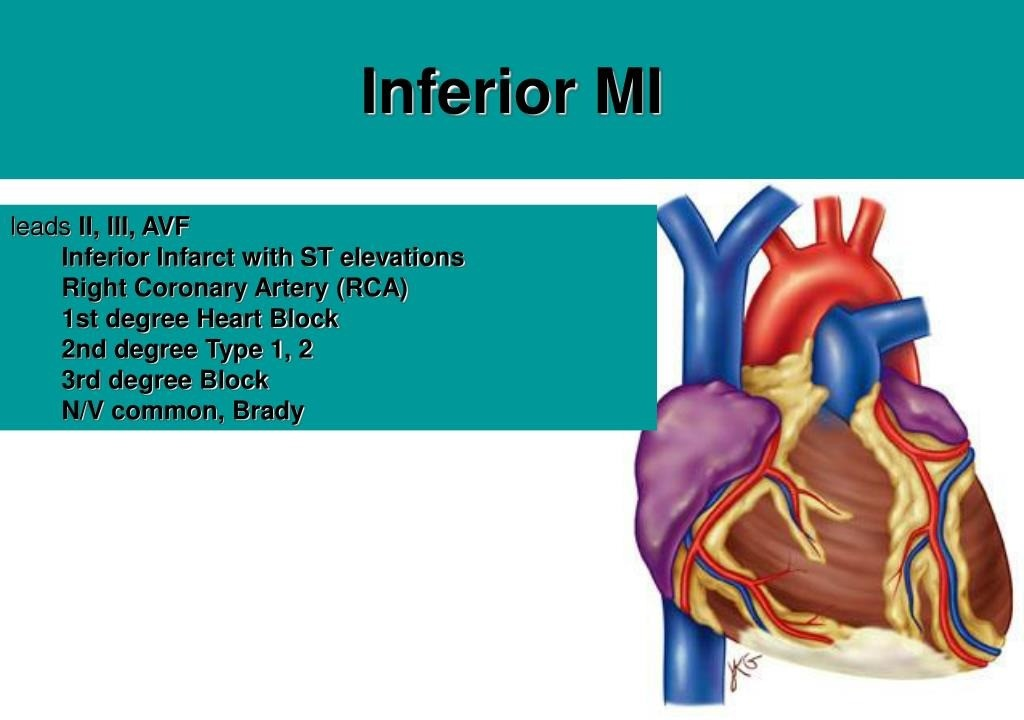 Inferior MI
leads II, III, AVF
Inferior Infarct with ST elevations
Right Coronary Artery (RCA)
1st degree Heart Block
2nd degree Type 1, 2
3rd degree Block
N/V common, Brady